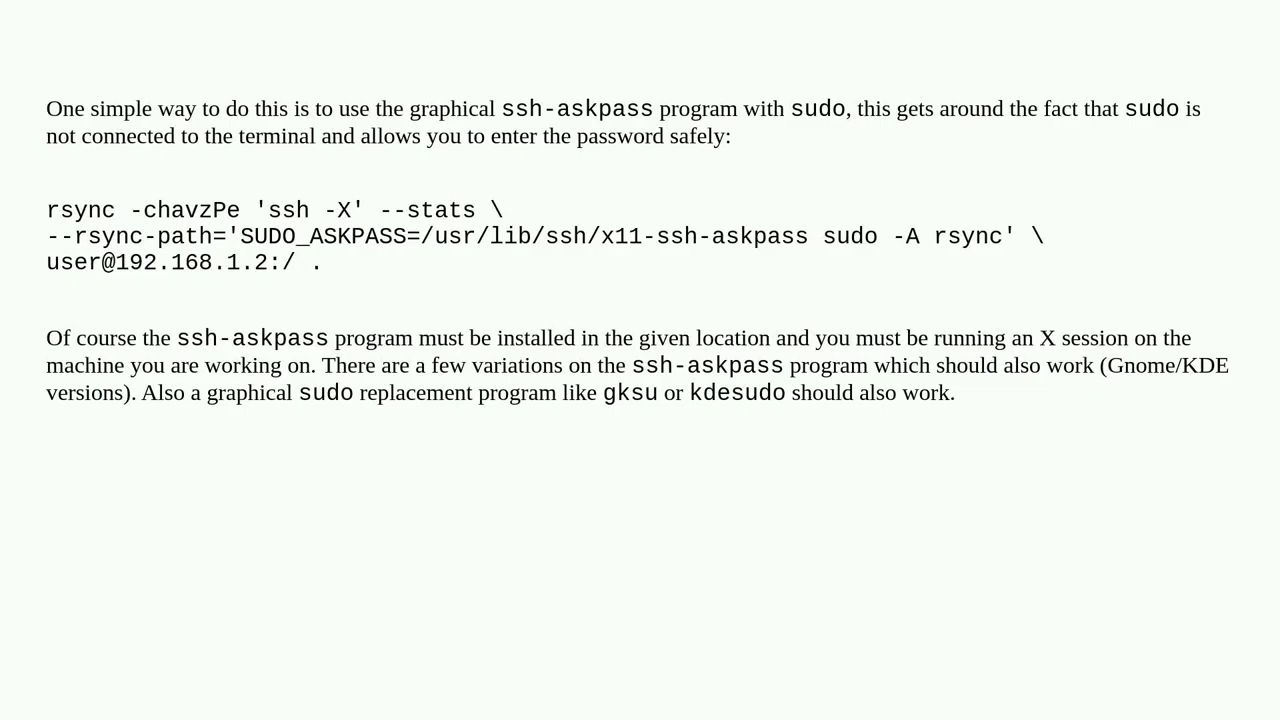 One simple way to do this is to use the graphical ssh-askpass program with sudo, this gets around the fact that sudo is
not connected to the terminal and allows you to enter the password safely:
rsync -chavzPe 'ssh -X' --stats \
--rsync-path='SUDO_ASKPASS=/usr/lib/ssh/x11-ssh-askpass sudo -A rsync' \
user@192.168.1.2:/ .
Of course the ssh-askpass program must be installed in the given location and you must be running an X session on the
machine you are working on. There are a few variations on the ssh-askpass program which should also work (Gnome/KDE
versions). Also a graphical sudo replacement program like gksu or kdesudo should also work.